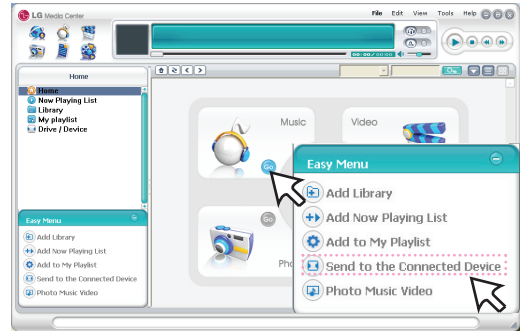 LG Media Center
File Edit View Tools Help
00:00/00:00
Home
Home
Now Playing List
Library
My playlist
Drive / Device
Easy Menu
Add Library
Add Now Playing List
Add to My Playlist
Send to the Connected Device
Photo Music Video
Music
Go
Video
Go
Pho
Easy Menu
Add Library
Add Now Playing List
Add to My Playlist
Send to the Connected Device
Photo Music Video